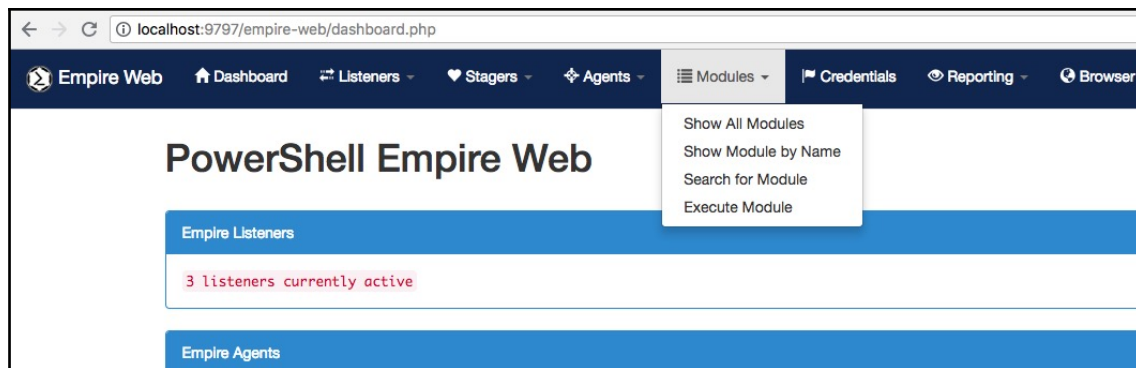 localhost:9797/empire-web/dashboard.php
Empire Web Dashboard Listeners Stagers Agents Modules Credentials Reporting Browser
Show All Modules
Show Module by Name
Search for Module
Execute Module
PowerShell Empire Web
Empire Listeners
3 listeners currently active
Empire Agents